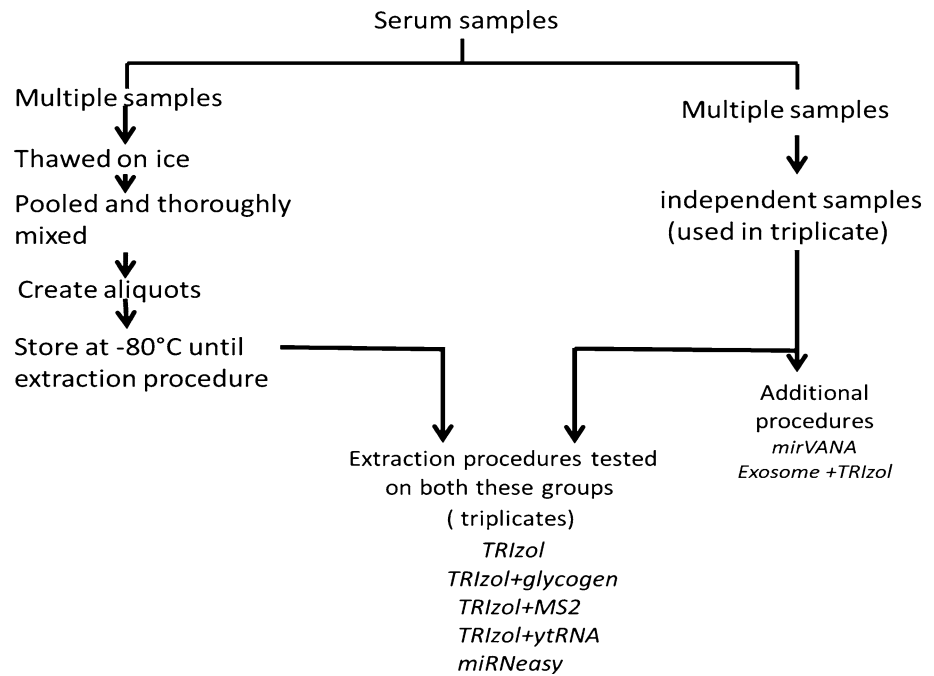 Serum samples
Multiple samples
Thawed on ice
Pooled and thoroughly
mixed
Create aliquots
Store at -80°C until
extraction procedure
Multiple samples
independent samples
(used in triplicate)
Additional
procedures
mirVANA
Exosome +TRIzol
Extraction procedures tested
on both these groups
( triplicates)
TRIzol
TRIzol+glycogen
TRIzol+MS2
TRIzol+ytRNA
miRNeasy